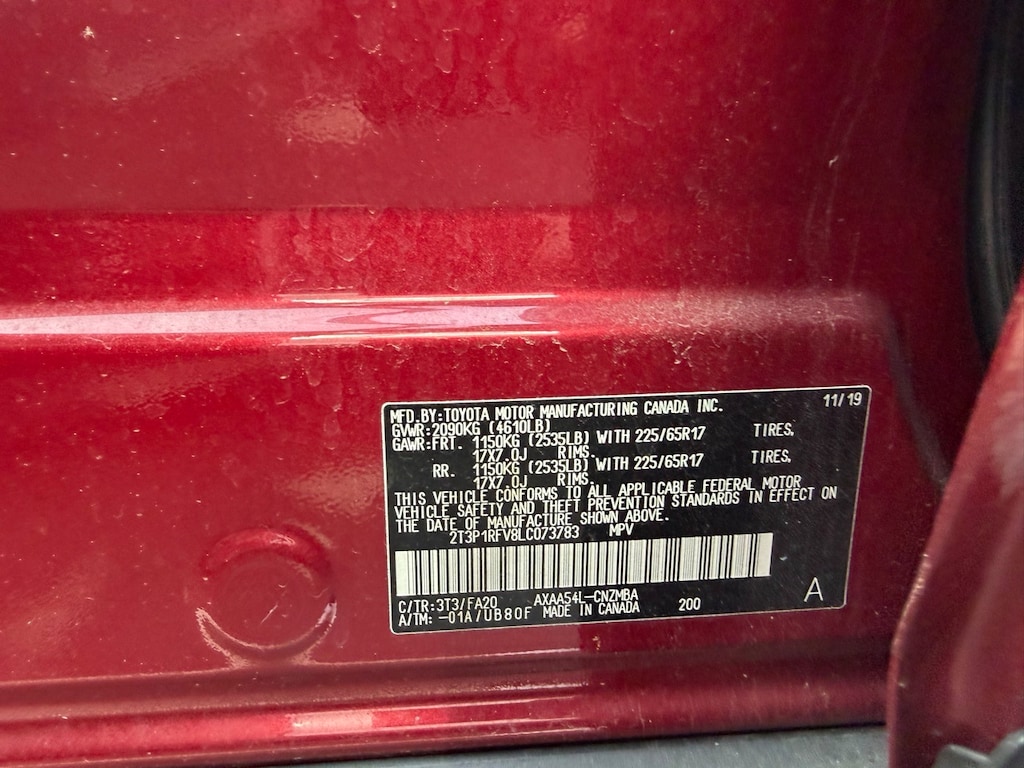 MFD. BY: TOYOTA MOTOR MANUFACTURING CANADA INC. 11/19
GVWR: 2090KG (4610LB)
GAWR: FRT. 1150KG (2535LB) WITH 225/65R17 TIRES,
17X7.0J RIMS.
RR. 1150KG (2535LB) WITH 225/65R17 TIRES,
17X7.0J RIMS.
THIS VEHICLE CONFORMS TO ALL APPLICABLE FEDERAL MOTOR
VEHICLE SAFETY AND THEFT PREVENTION STANDARDS IN EFFECT ON
THE DATE OF MANUFACTURE SHOWN ABOVE.
2T3P1RFV8LC073783 MPV
C/TR: 3T3/FA20 AXAA54L-CNZMBA A
A/TM: -01A/UB80F MADE IN CANADA 200